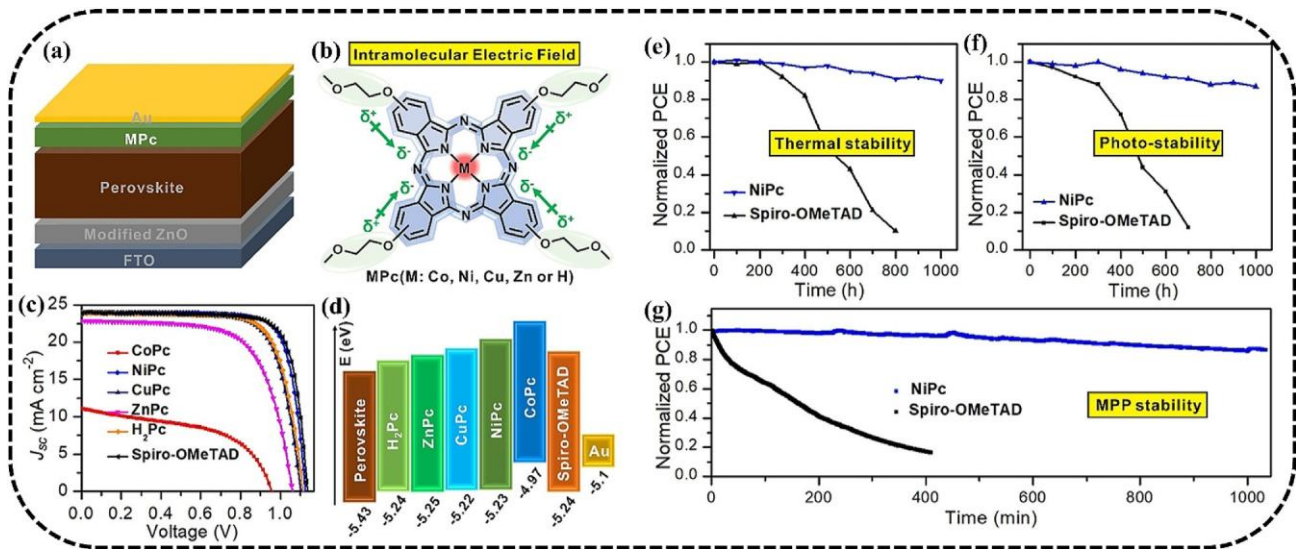 (a)
Au
MPc
Perovskite
Modified ZnO
FTO
(b)
Intramolecular Electric Field
O
O
O
O
δ+
δ+
δ-
δ-
N
N
N
N
N
M
N
N
N
δ-
δ-
δ+
δ+
O
O
O
O
MPc(M: Co, Ni, Cu, Zn or H)
(c)
25
20
15
10
5
0
Jsc (mA cm⁻²)
CoPc
NiPc
CuPc
ZnPc
H₂Pc
Spiro-OMeTAD
0.0 0.2 0.4 0.6 0.8 1.0
Voltage (V)
(d)
E (eV)
Perovskite
H₂Pc
ZnPc
CuPc
NiPc
CoPc
Spiro-OMeTAD
Au
-5.43
-5.24
-5.25
-5.22
-5.23
-4.97
-5.24
-5.1
(e)
Normalized PCE
1.0
0.8
0.6
0.4
0.2
0.0
Thermal stability
NiPc
Spiro-OMeTAD
0 200 400 600 800 1000
Time (h)
(f)
Normalized PCE
1.0
0.8
0.6
0.4
0.2
0.0
Photo-stability
NiPc
Spiro-OMeTAD
0 200 400 600 800 1000
Time (h)
(g)
Normalized PCE
1.0
0.8
0.6
0.4
0.2
0.0
NiPc
Spiro-OMeTAD
MPP stability
0 200 400 600 800 1000
Time (min)